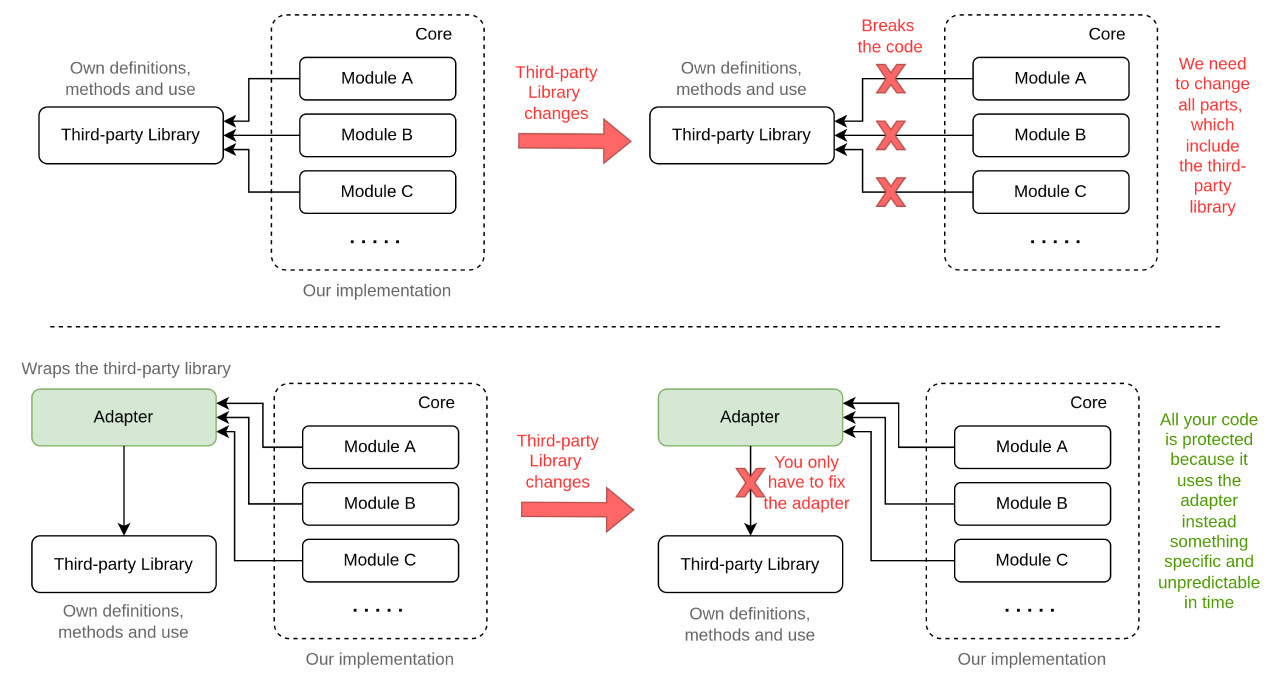 Core
Module A
Own definitions,
methods and use
Third-party Library
Module B
Module C
. . . . .
Our implementation
Third-party
Library
changes
Breaks
the code
Core
Module A
Own definitions,
methods and use
Third-party Library
Module B
Module C
. . . . .
We need
to change
all parts,
which
include
the third-
party
library
Wraps the third-party library
Adapter
Core
Module A
Module B
Module C
. . . . .
Third-party Library
Own definitions,
methods and use
Our implementation
Third-party
Library
changes
Adapter
You only
have to fix
the adapter
Core
Module A
Module B
Module C
. . . . .
Third-party Library
Own definitions,
methods and use
Our implementation
All your code
is protected
because it
uses the
adapter
instead
something
specific and
unpredictable
in time